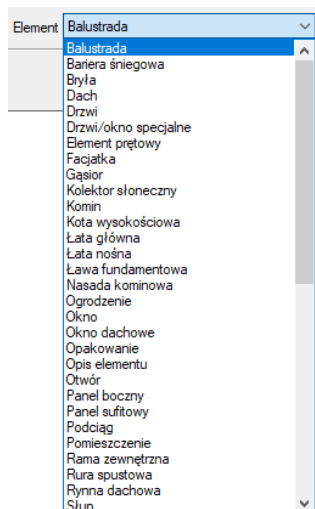 Element Balustrada
Balustrada
Bariera śniegowa
Bryła
Dach
Drzwi
Drzwi/okno specjalne
Element prętowy
Facjatka
Gąsior
Kolektor słoneczny
Komin
Kota wysokościowa
Łata główna
Łata nośna
Ława fundamentowa
Nasada kominowa
Ogrodzenie
Okno
Okno dachowe
Opakowanie
Opis elementu
Otwór
Panel boczny
Panel sufitowy
Podciąg
Pomieszczenie
Rama zewnętrzna
Rura spustowa
Rynna dachowa
Słup